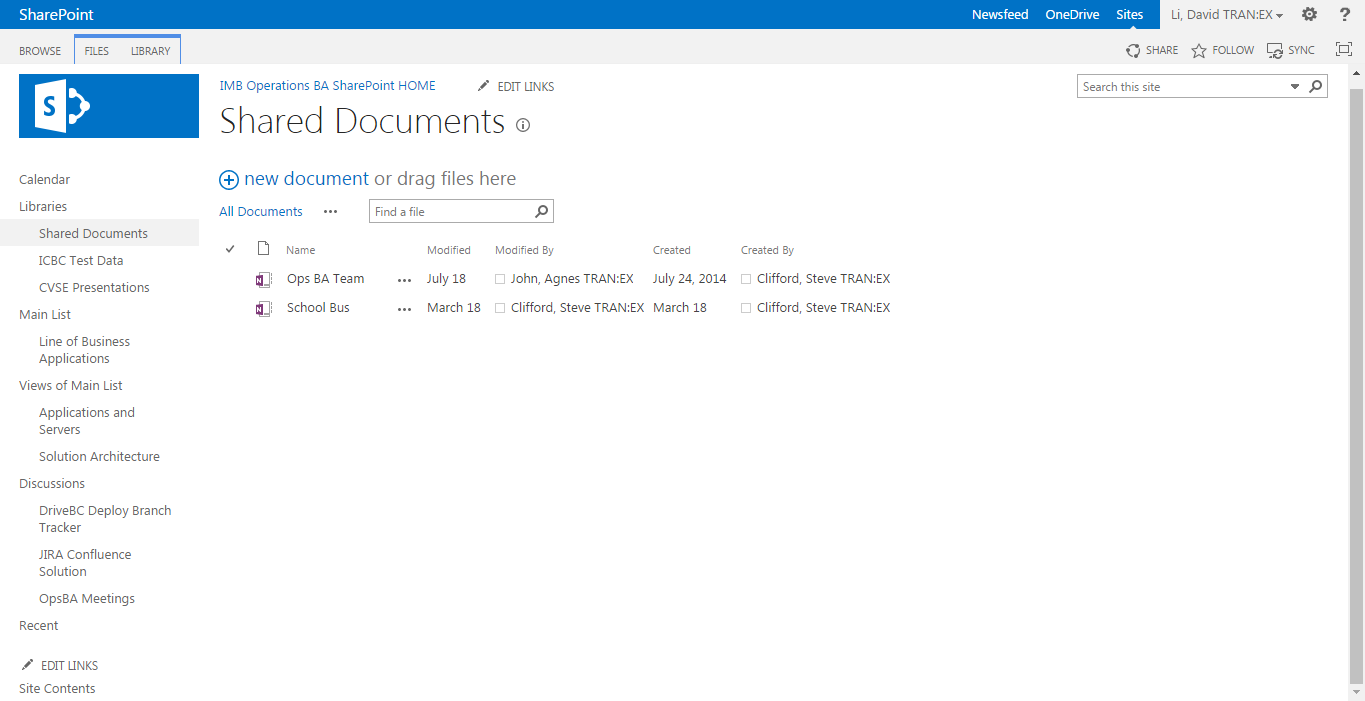 SharePoint
Newsfeed OneDrive Sites Li, David TRAN:EX ?
BROWSE FILES LIBRARY
SHARE FOLLOW SYNC
S
IMB Operations BA SharePoint HOME EDIT LINKS
Search this site
Shared Documents
new document or drag files here
All Documents ••• Find a file
Name Modified Modified By Created Created By
Ops BA Team ••• July 18 John, Agnes TRAN:EX July 24, 2014 Clifford, Steve TRAN:EX
School Bus ••• March 18 Clifford, Steve TRAN:EX March 18 Clifford, Steve TRAN:EX
Calendar
Libraries
Shared Documents
ICBC Test Data
CVSE Presentations
Main List
Line of Business
Applications
Views of Main List
Applications and
Servers
Solution Architecture
Discussions
DriveBC Deploy Branch
Tracker
JIRA Confluence
Solution
OpsBA Meetings
Recent
EDIT LINKS
Site Contents